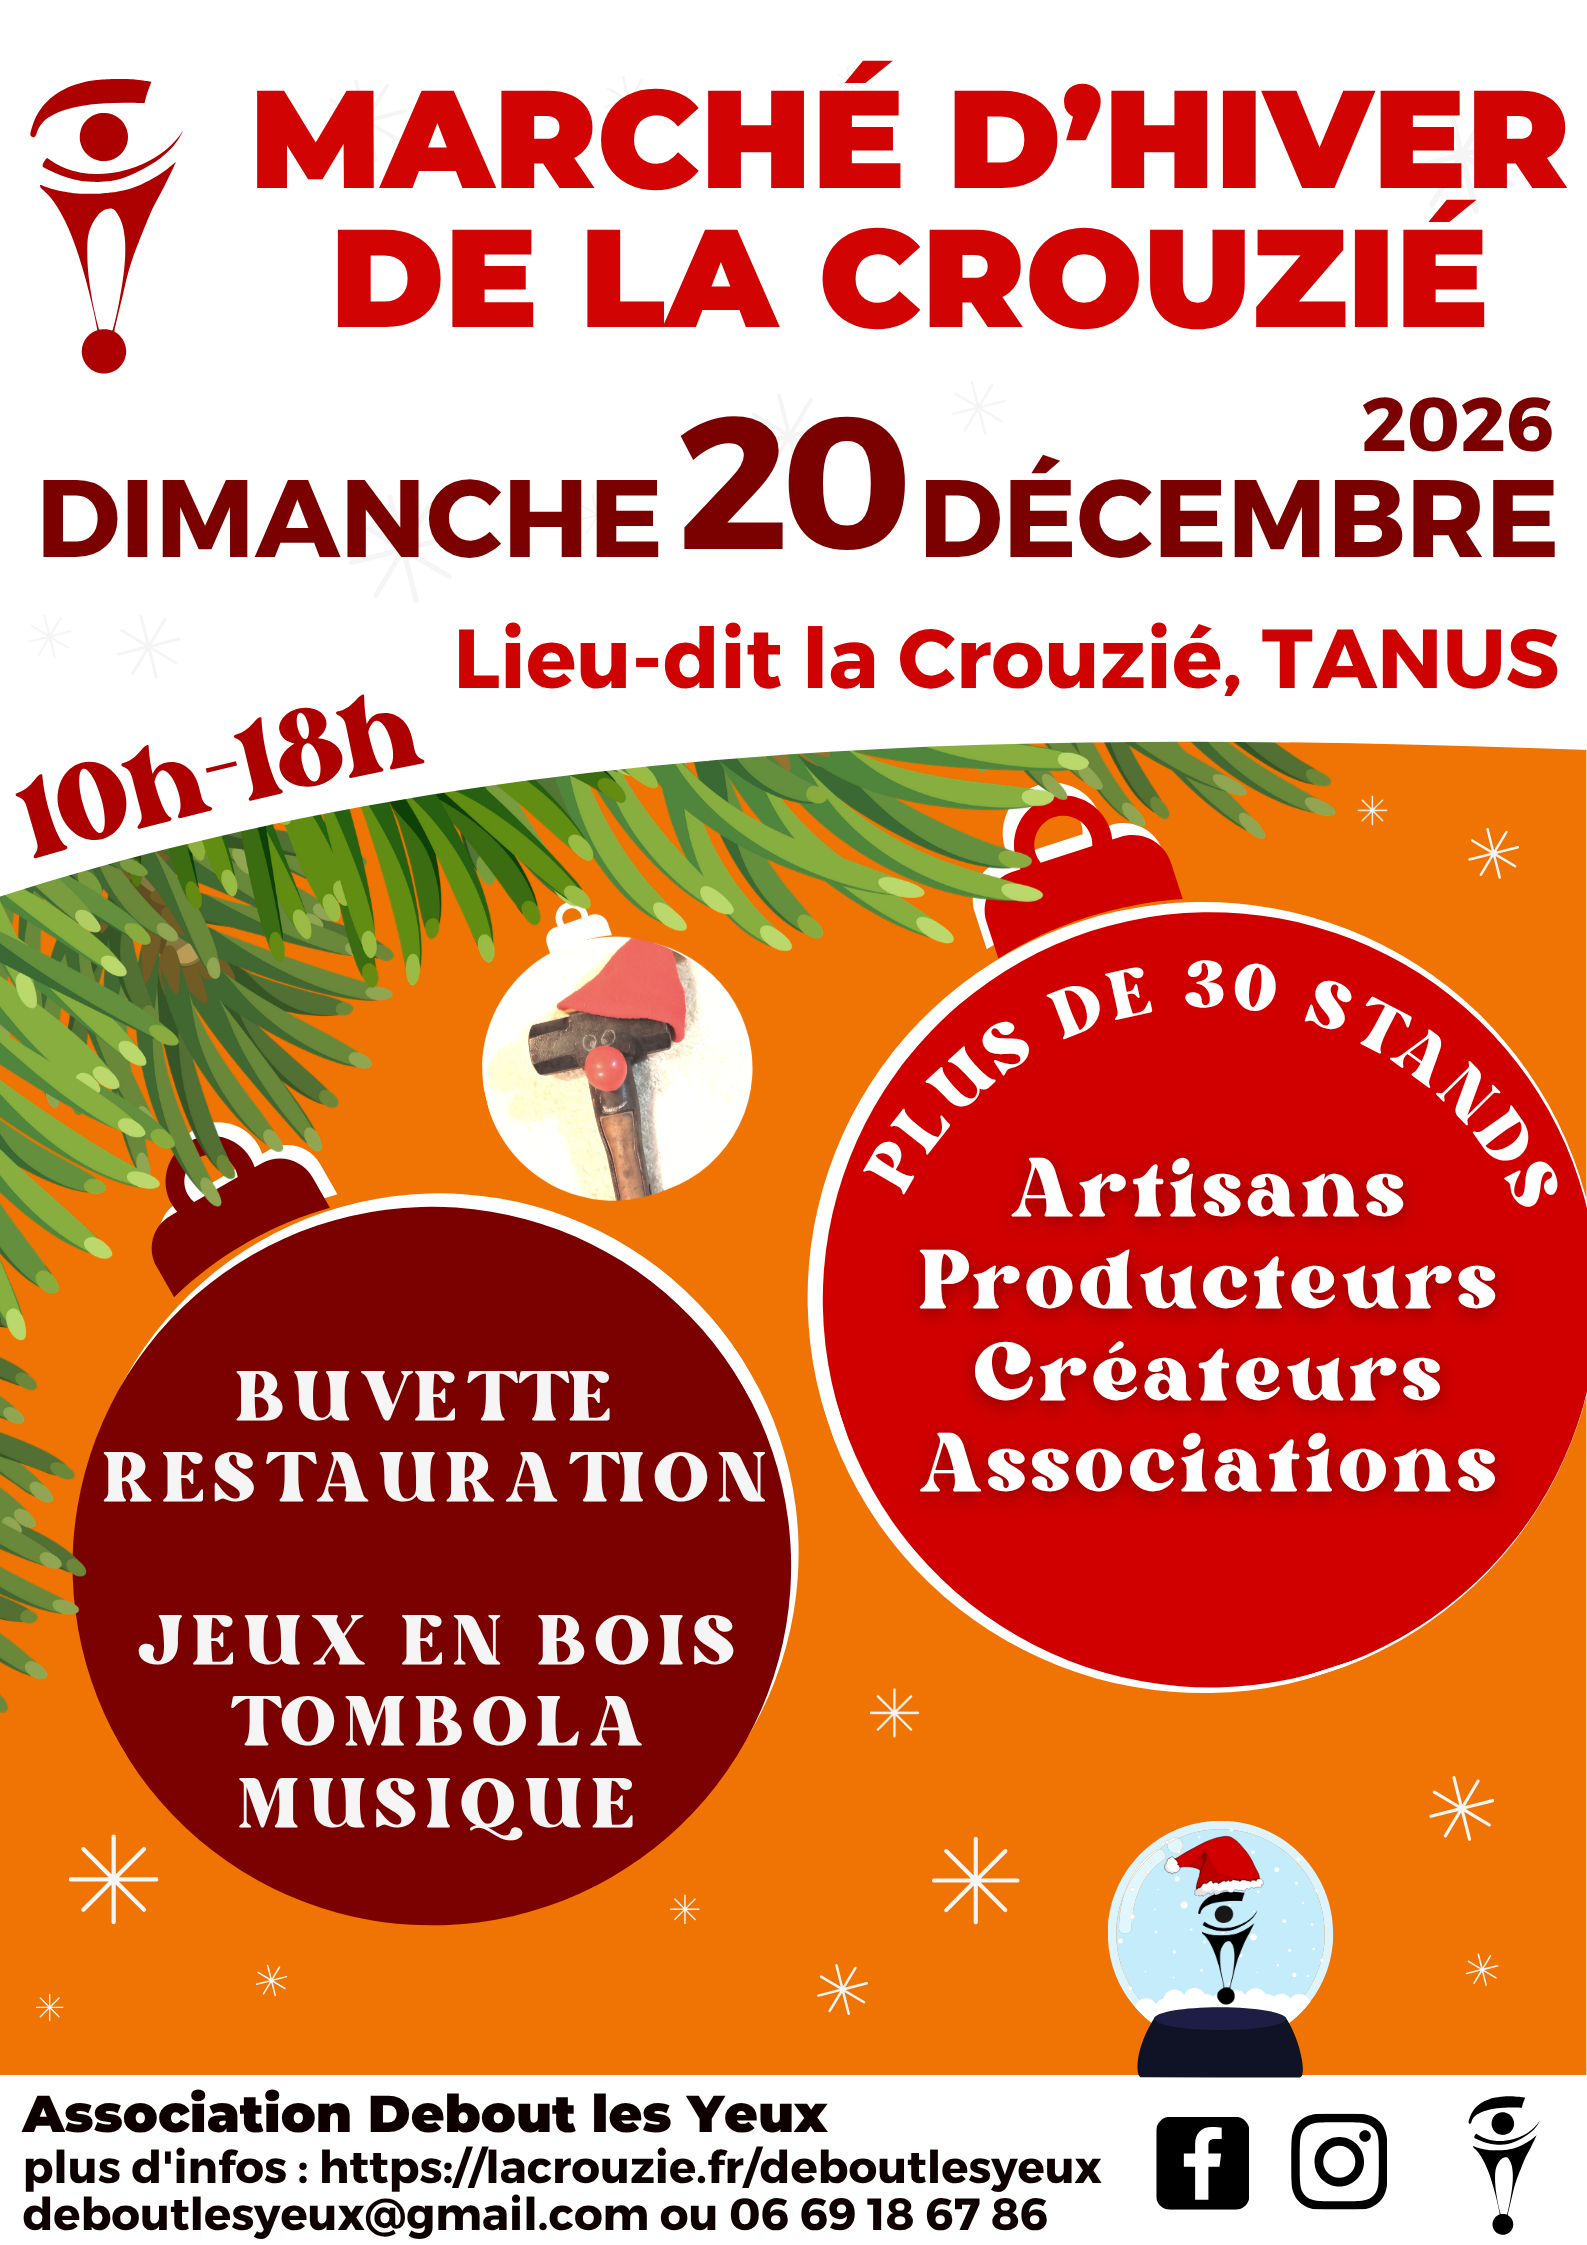 MARCHÉ D’HIVER
DE LA CROUZIÉ
2026
DIMANCHE 20 DÉCEMBRE
Lieu-dit la Crouzié, TANUS
10h-18h
PLUS DE 30 STANDS
Artisans
Producteurs
Créateurs
Associations
BUVETTE
RESTAURATION
JEUX EN BOIS
TOMBOLA
MUSIQUE
Association Debout les Yeux
plus d'infos : https://lacrouzie.fr/deboutlesyeux
deboutlesyeux@gmail.com ou 06 69 18 67 86